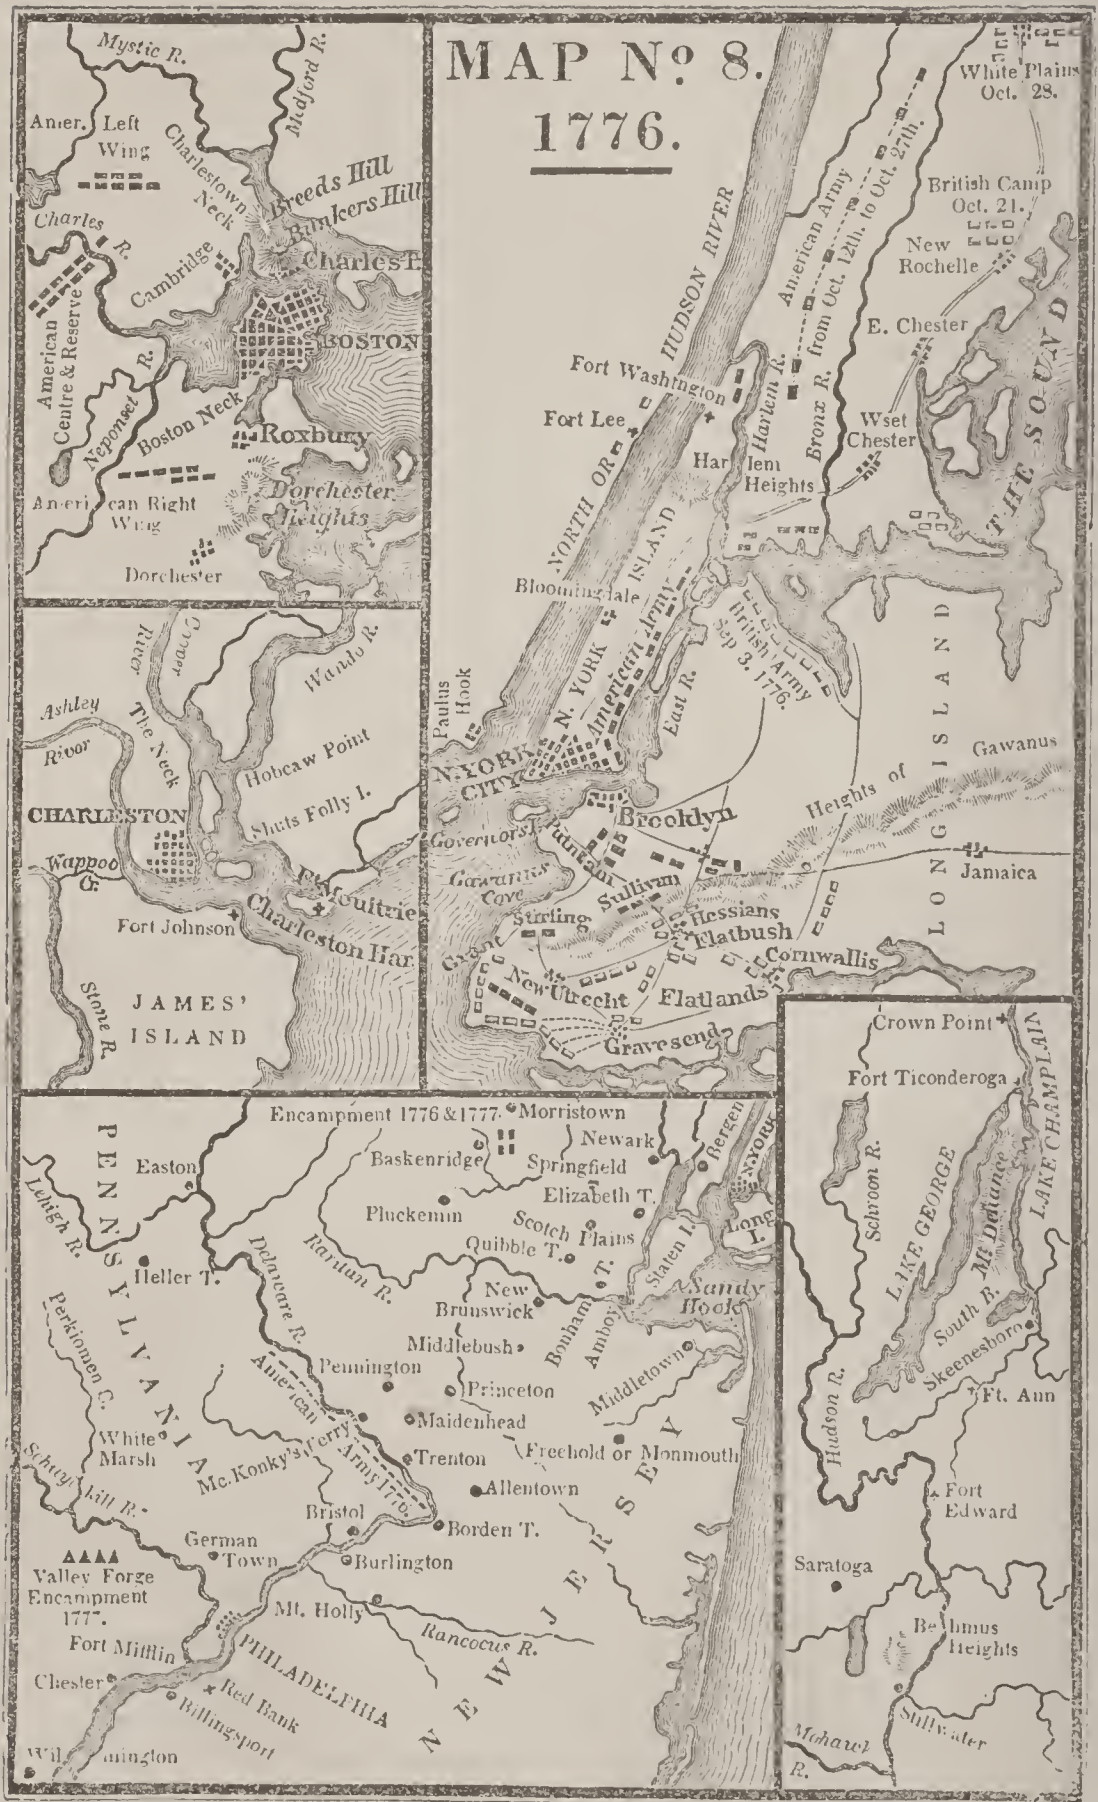 MAP No. 8.
1776.
Mystic R.
Medford R.
Amer. Left
Wing
Charlestown
Neck
Breeds Hill
Bunkers Hill
Charles T.
Charles
R.
Cambridge
American
Centre & Reserve
BOSTON
Neponset R.
Boston Neck
Roxbury
American Right
Wing
Dorchester
Heights
Dorchester
Cooper
River
Wando R.
Ashley
River
The Neck
Hobcaw Point
Shuts Folly I.
CHARLESTON
Wappoo
Cr.
Ft. Moultrie
Fort Johnson
Charleston Har.
JAMES'
ISLAND
Stone R.
White Plains
Oct. 28.
HUDSON RIVER
NORTH OR
American Army
from Oct. 12th. to Oct. 27th.
British Camp
Oct. 21.
New
Rochelle
E. Chester
THE SOUND
Fort Washington
Fort Lee
Harlem R.
Bronx R.
Wset
Chester
Harlem
Heights
Bloomingdale
N. YORK ISLAND
American Army
British Army
Sep 3. 1776.
East R.
Paulus
Hook
N. YORK
CITY
LONG ISLAND
Heights of
Gawanus
Brooklyn
Governors I.
Putnam
Gawanus
Cove
Sullivan
Jamaica
Stirling
Hessians
Flatbush
Grant
Cornwallis
New Utrecht
Flatlands
Gravesend
Crown Point
Fort Ticonderoga
LAKE CHAMPLAIN
Schroon R.
LAKE GEORGE
Mt. Defiance
South R.
Skeenesboro
Ft. Ann
Hudson R.
Fort
Edward
Saratoga
Behmus
Heights
Stillwater
Mohawk
R.
PENNSYLVANIA
Encampment 1776 & 1777.
Morristown
Easton
Baskenridge
Newark
Bergen
N. YORK
Springfield
Lehigh R.
Elizabeth T.
Pluckemin
Scotch Plains
Long
I.
Quibble T.
Staten I.
Heller T.
Delaware R.
Raritan R.
Sandy
Hook
New
Brunswick
Bonham T.
Amboy
Perkiomen C.
Middlebush
American
Army 1776.
Pennington
Princeton
Middletown
Maidenhead
White
Marsh
Mc.Konky's Ferry
Freehold or Monmouth
Trenton
Schuylkill R.
Allentown
Bristol
Borden T.
German
Town
Burlington
Valley Forge
Encampment
1777.
Mt. Holly
Rancocus R.
Fort Mifflin
PHILADELPHIA
Chester
Red Bank
Billingsport
Wilmington
NEW JERSEY